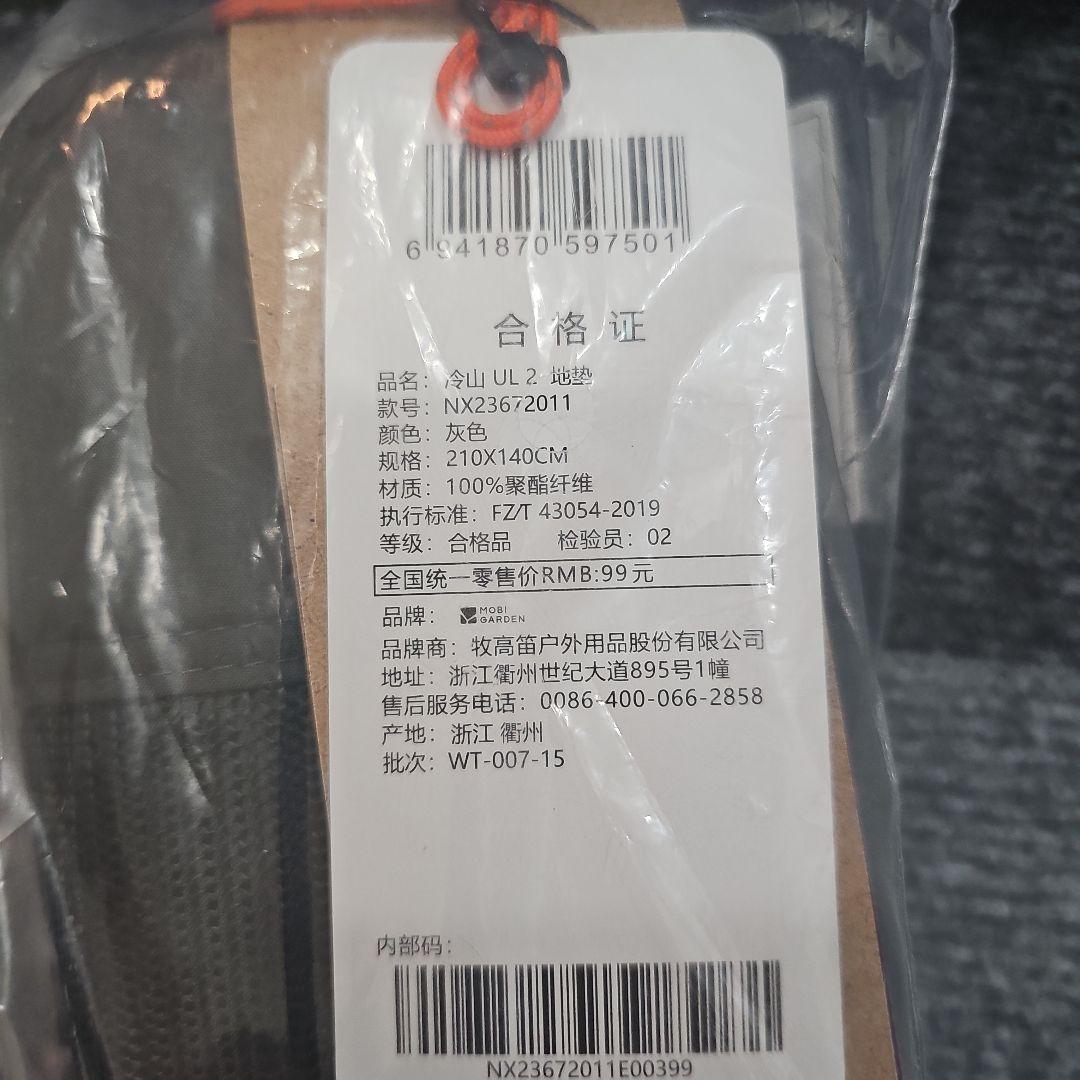 6 941870 597501
合格证
品名：冷山 UL 2 地垫
款号：NX23672011
颜色：灰色
规格：210X140CM
材质：100%聚酯纤维
执行标准：FZ/T 43054-2019
等级：合格品 检验员：02
全国统一零售价RMB:99元
品牌： MOBI
GARDEN
品牌商：牧高笛户外用品股份有限公司
地址：浙江衢州世纪大道895号1幢
售后服务电话：0086-400-066-2858
产地：浙江 衢州
批次：WT-007-15
内部码：
NX23672011E00399